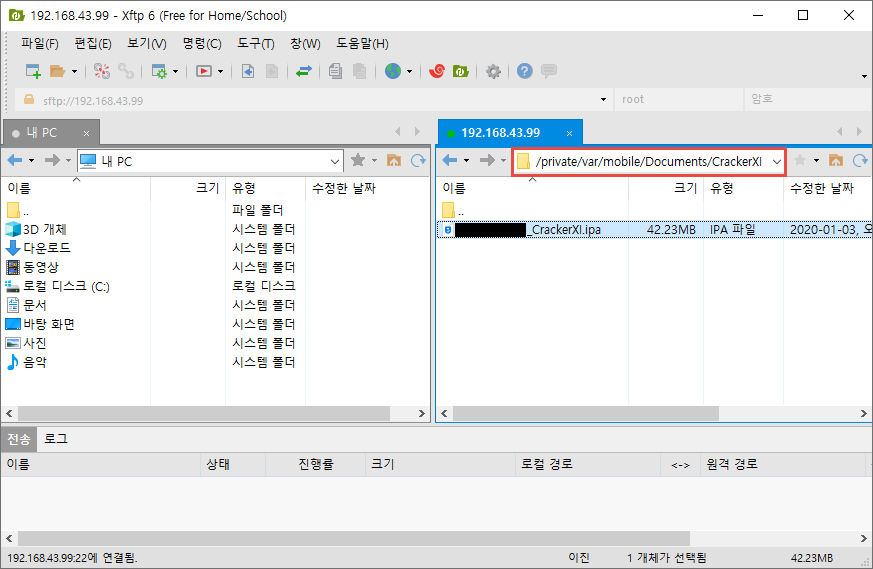 192.168.43.99 - Xftp 6 (Free for Home/School)
파일(F) 편집(E) 보기(V) 명령(C) 도구(T) 창(W) 도움말(H)
sftp://192.168.43.99 root 암호
내 PC × 192.168.43.99 ×
내 PC /private/var/mobile/Documents/CrackerXI
이름 크기 유형 수정한 날짜 이름 크기 유형 수정한 날짜
.. 파일 폴더 ..
3D 개체 시스템 폴더 _CrackerXI.ipa 42.23MB IPA 파일 2020-01-03, 오
다운로드 시스템 폴더
동영상 시스템 폴더
로컬 디스크 (C:) 로컬 디스크
문서 시스템 폴더
바탕 화면 시스템 폴더
사진 시스템 폴더
음악 시스템 폴더
전송 로그
이름 상태 진행률 크기 로컬 경로 <-> 원격 경로
192.168.43.99:22에 연결됨. 이진 1 개체가 선택됨 42.23MB